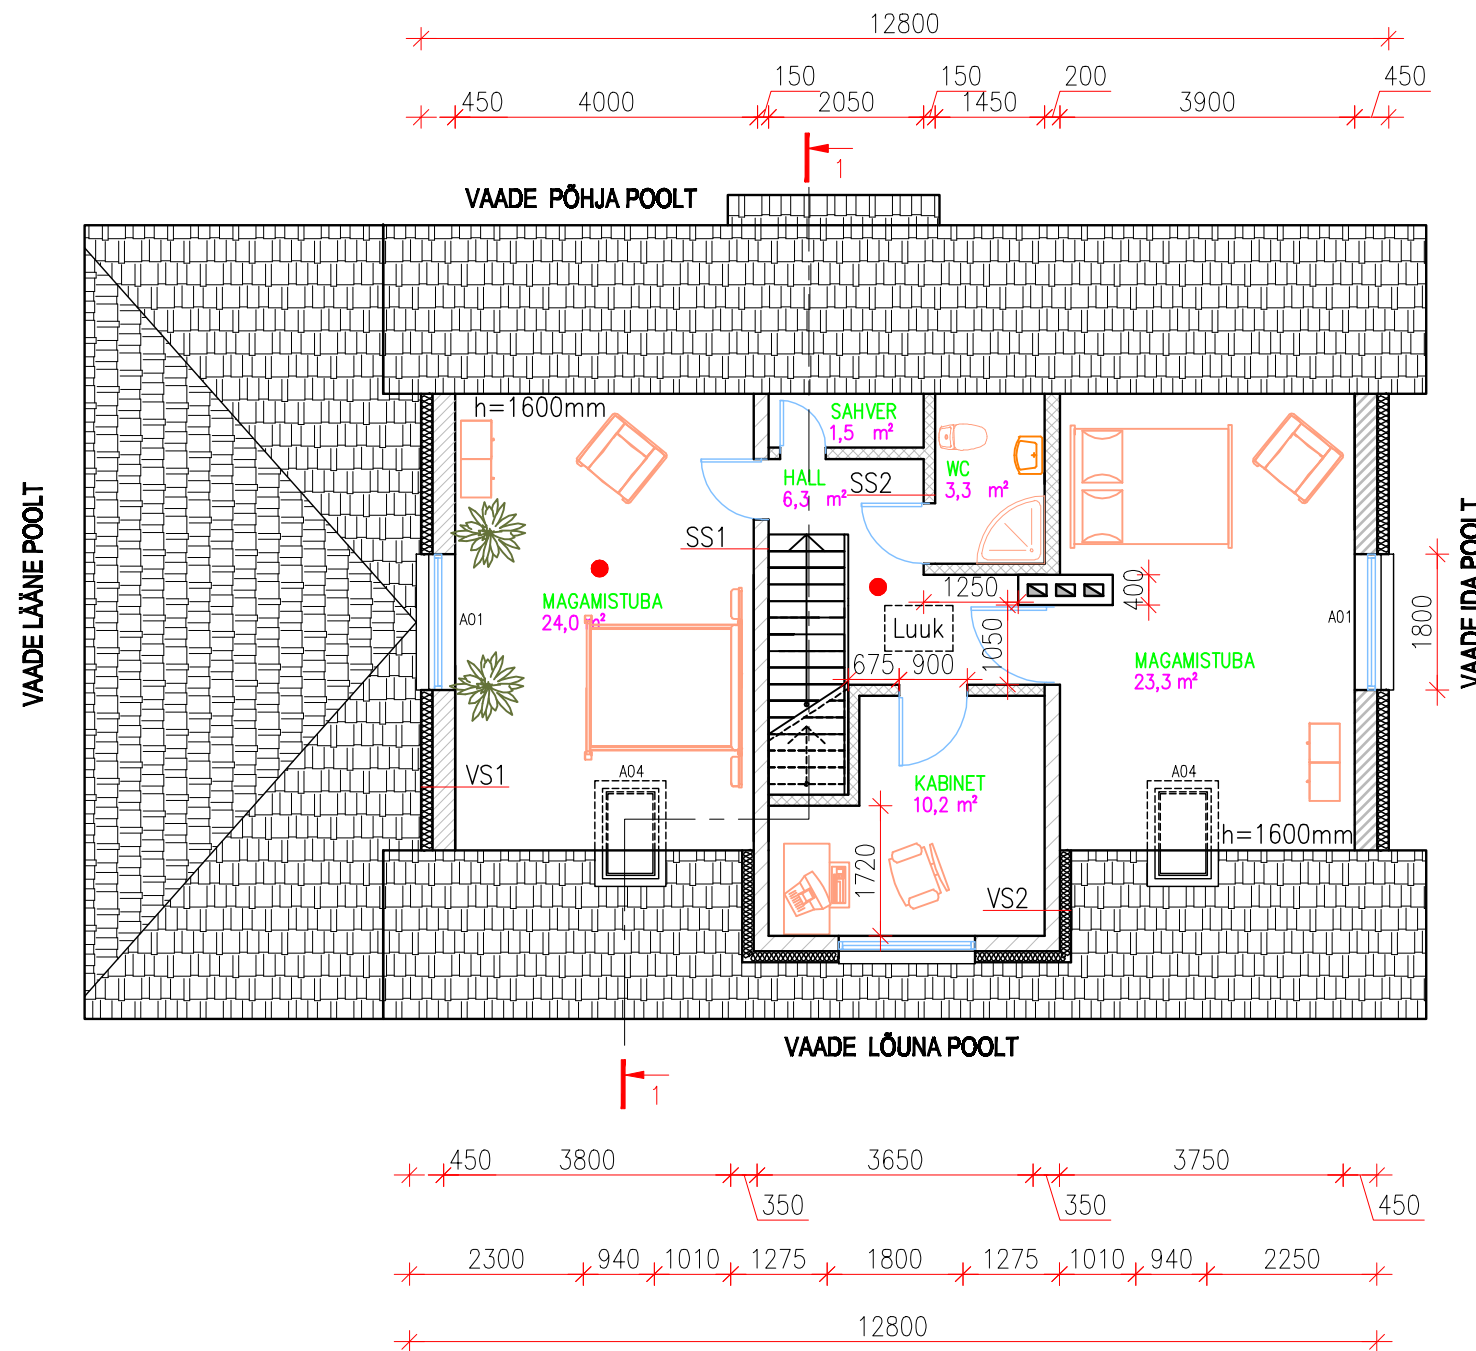 12800
150
150
200
450
450
4000
2050
1450
3900
1
VAADE PÕHJA POOLT
h=1600mm
SAHVER
1,5 m²
HALL
6,3 m²
SS2
WC
3,3 m²
VAADE LÄÄNE POOLT
VAADE IDA POOLT
SS1
1250
400
MAGAMISTUBA
24,0 m²
A01
Luuk
1050
A01
1800
675
900
MAGAMISTUBA
23,3 m²
VS1
A04
KABINET
10,2 m²
A04
h=1600mm
1720
VS2
VAADE LÕUNA POOLT
1
450
3800
3650
3750
350
350
450
2300
940
1010
1275
1800
1275
1010
940
2250
12800